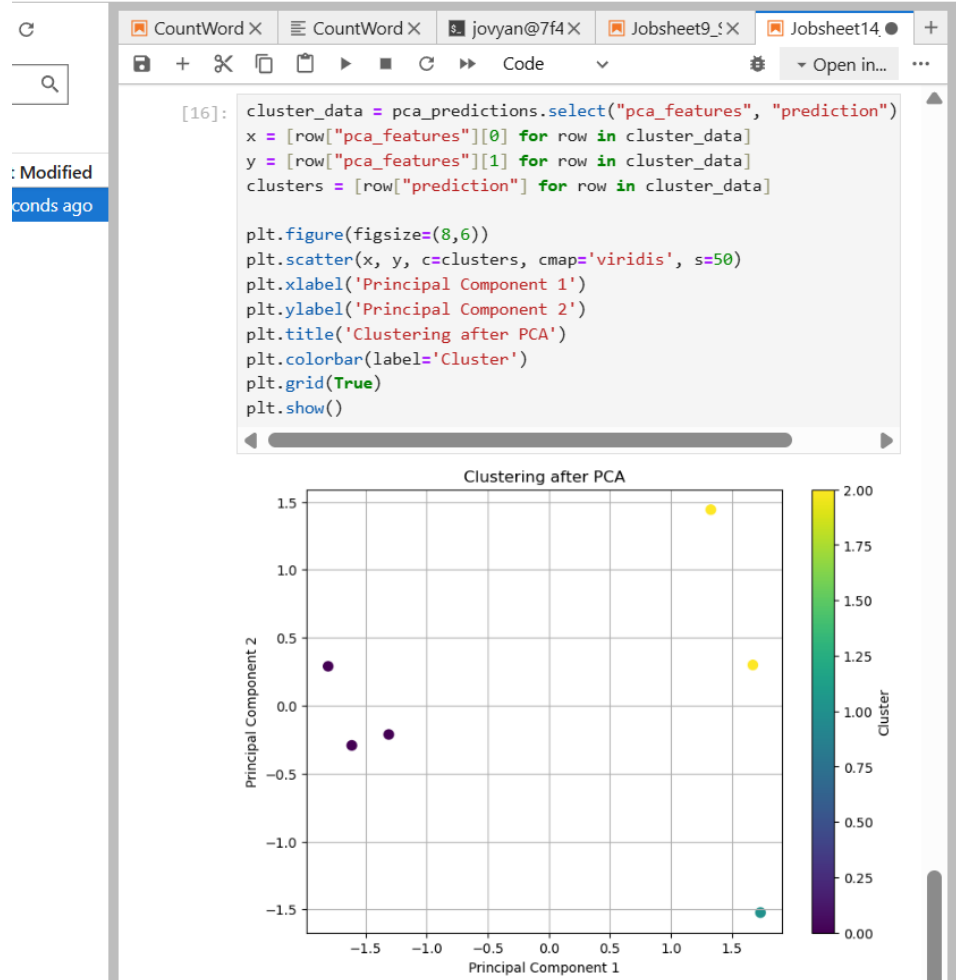 CountWord
CountWord
jovyan@7f4
Jobsheet9_S
Jobsheet14_
Code
Open in...
: Modified
conds ago
[16]:
cluster_data = pca_predictions.select("pca_features", "prediction")
x = [row["pca_features"][0] for row in cluster_data]
y = [row["pca_features"][1] for row in cluster_data]
clusters = [row["prediction"] for row in cluster_data]
plt.figure(figsize=(8,6))
plt.scatter(x, y, c=clusters, cmap='viridis', s=50)
plt.xlabel('Principal Component 1')
plt.ylabel('Principal Component 2')
plt.title('Clustering after PCA')
plt.colorbar(label='Cluster')
plt.grid(True)
plt.show()
Clustering after PCA
1.5
1.0
0.5
0.0
−0.5
−1.0
−1.5
Principal Component 2
−1.5
−1.0
−0.5
0.0
0.5
1.0
1.5
Principal Component 1
2.00
1.75
1.50
1.25
1.00
0.75
0.50
0.25
0.00
Cluster